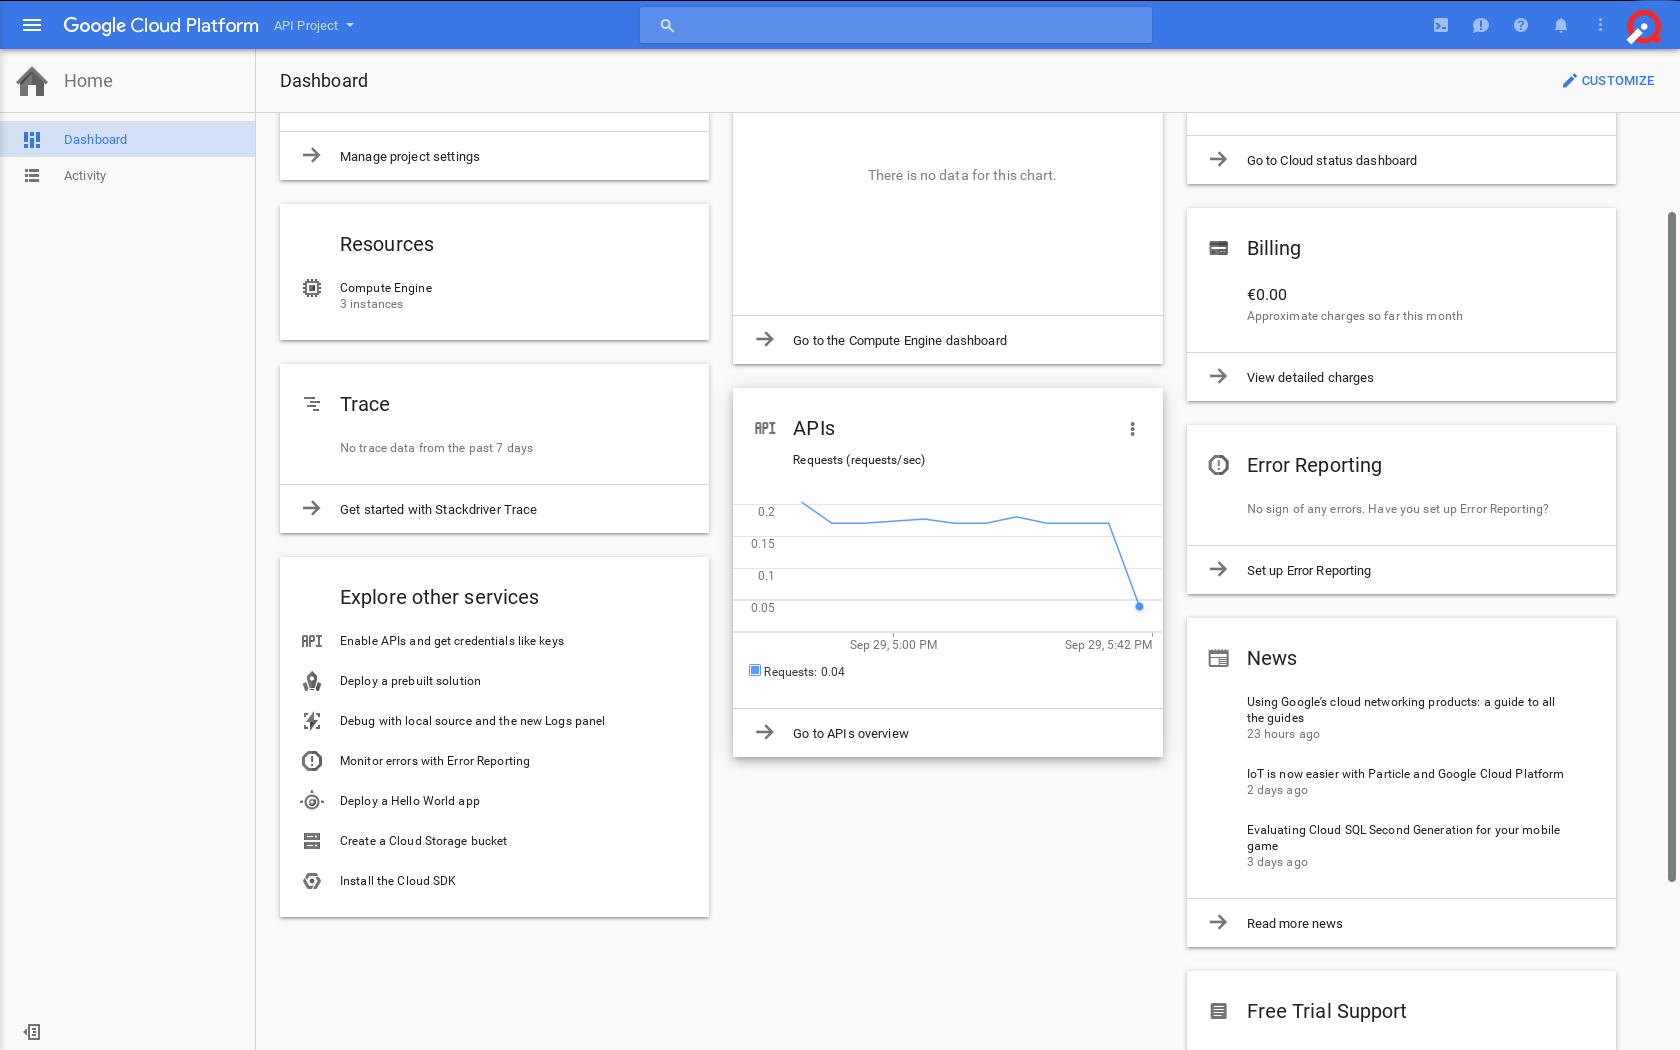 Google Cloud Platform
API Project
Home
Dashboard
CUSTOMIZE
Dashboard
Activity
Manage project settings
Resources
Compute Engine
3 instances
Trace
No trace data from the past 7 days
Get started with Stackdriver Trace
Explore other services
API
Enable APIs and get credentials like keys
Deploy a prebuilt solution
Debug with local source and the new Logs panel
Monitor errors with Error Reporting
Deploy a Hello World app
Create a Cloud Storage bucket
Install the Cloud SDK
There is no data for this chart.
Go to the Compute Engine dashboard
API
APIs
Requests (requests/sec)
0.2
0.15
0.1
0.05
Sep 29, 5:00 PM
Sep 29, 5:42 PM
Requests: 0.04
Go to APIs overview
Go to Cloud status dashboard
Billing
€0.00
Approximate charges so far this month
View detailed charges
Error Reporting
No sign of any errors. Have you set up Error Reporting?
Set up Error Reporting
News
Using Google's cloud networking products: a guide to all
the guides
23 hours ago
IoT is now easier with Particle and Google Cloud Platform
2 days ago
Evaluating Cloud SQL Second Generation for your mobile
game
3 days ago
Read more news
Free Trial Support